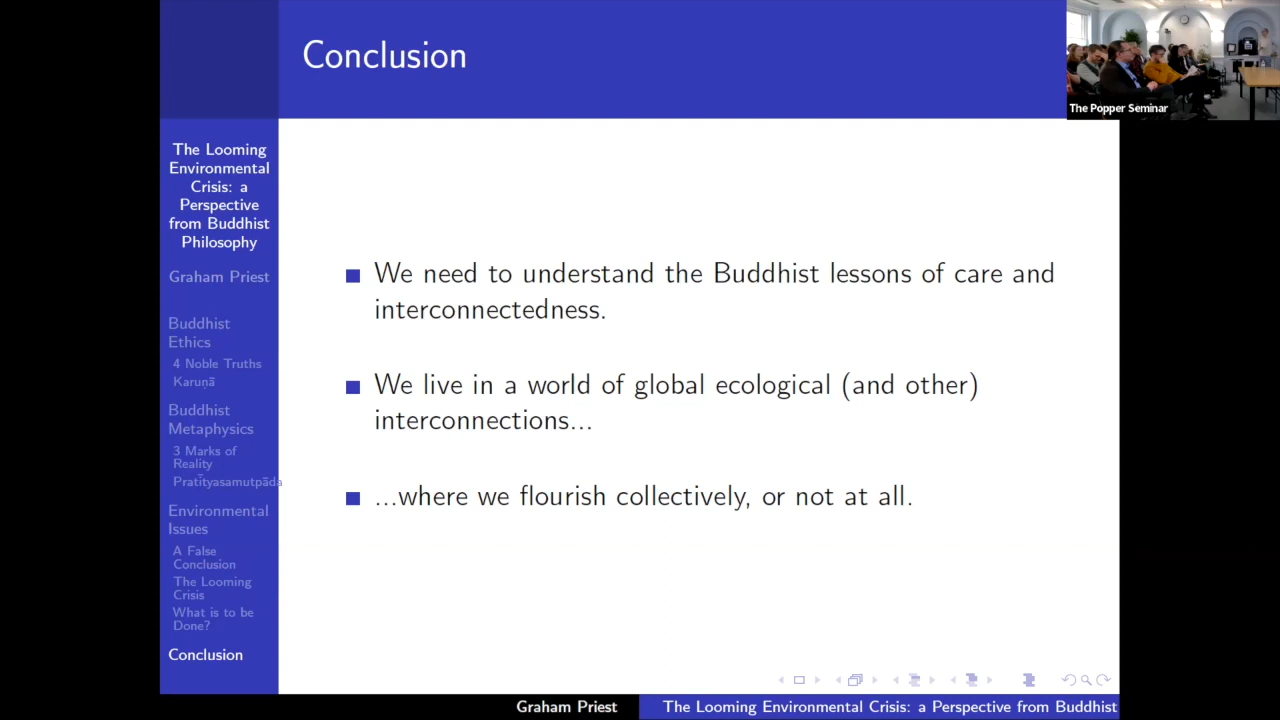 Conclusion
The Popper Seminar
The Looming
Environmental
Crisis: a
Perspective
from Buddhist
Philosophy
Graham Priest
Buddhist
Ethics
4 Noble Truths
Karuṇā
Buddhist
Metaphysics
3 Marks of
Reality
Pratītyasamutpāda
Environmental
Issues
A False
Conclusion
The Looming
Crisis
What is to be
Done?
Conclusion
We need to understand the Buddhist lessons of care and
interconnectedness.
We live in a world of global ecological (and other)
interconnections...
...where we flourish collectively, or not at all.
Graham Priest
The Looming Environmental Crisis: a Perspective from Buddhist